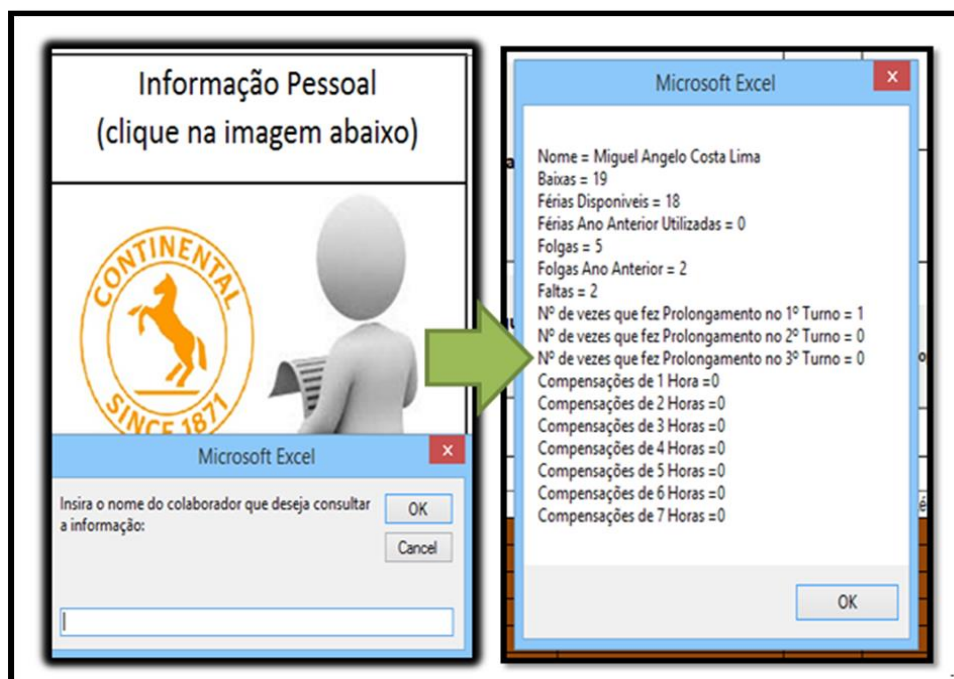 Informação Pessoal
(clique na imagem abaixo)
CONTINENTAL
SINCE 1871
Microsoft Excel
x
Insira o nome do colaborador que deseja consultar
a informação:
OK
Cancel
Microsoft Excel
x
Nome = Miguel Angelo Costa Lima
Baixas = 19
Férias Disponiveis = 18
Férias Ano Anterior Utilizadas = 0
Folgas = 5
Folgas Ano Anterior = 2
Faltas = 2
Nº de vezes que fez Prolongamento no 1º Turno = 1
Nº de vezes que fez Prolongamento no 2º Turno = 0
Nº de vezes que fez Prolongamento no 3º Turno = 0
Compensações de 1 Hora =0
Compensações de 2 Horas =0
Compensações de 3 Horas =0
Compensações de 4 Horas =0
Compensações de 5 Horas =0
Compensações de 6 Horas =0
Compensações de 7 Horas =0
OK